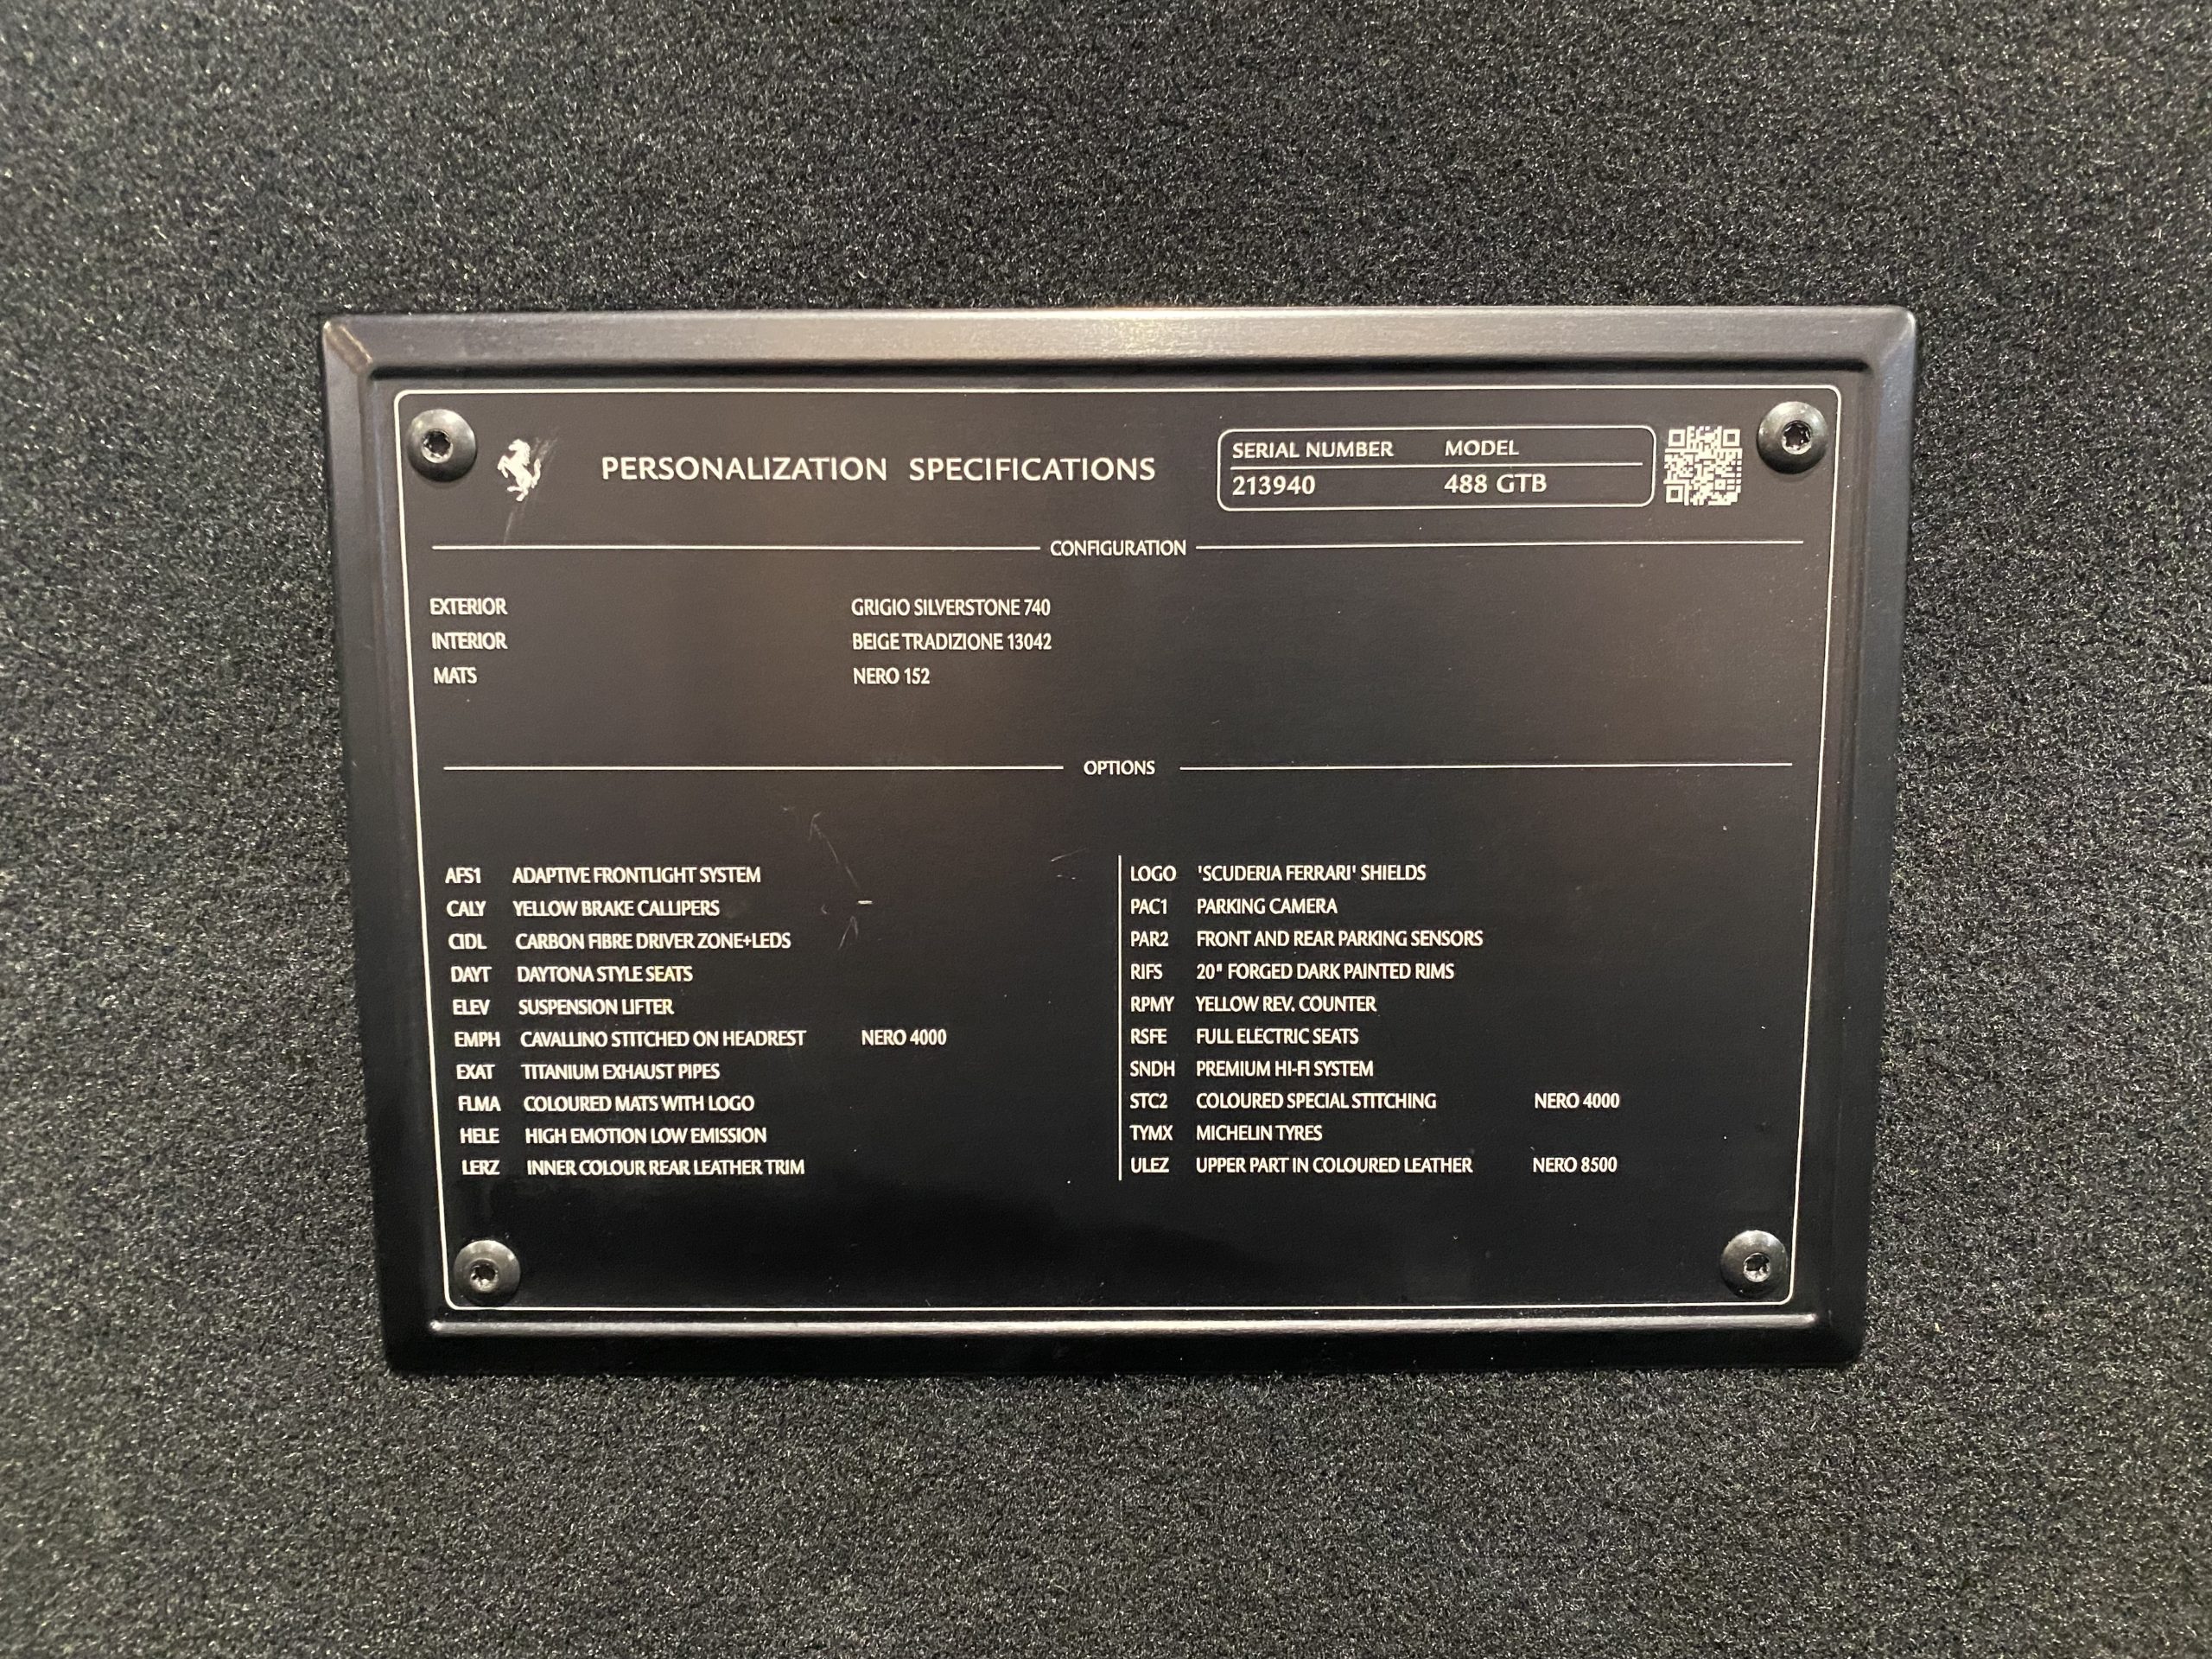 PERSONALIZATION SPECIFICATIONS
SERIAL NUMBER MODEL
213940 488 GTB
CONFIGURATION
EXTERIOR GRIGIO SILVERSTONE 740
INTERIOR BEIGE TRADIZIONE 13042
MATS NERO 152
OPTIONS
AFS1 ADAPTIVE FRONTLIGHT SYSTEM
CALY YELLOW BRAKE CALLIPERS
CIDL CARBON FIBRE DRIVER ZONE+LEDS
DAYT DAYTONA STYLE SEATS
ELEV SUSPENSION LIFTER
EMPH CAVALLINO STITCHED ON HEADREST NERO 4000
EXAT TITANIUM EXHAUST PIPES
FLMA COLOURED MATS WITH LOGO
HELE HIGH EMOTION LOW EMISSION
LERZ INNER COLOUR REAR LEATHER TRIM
LOGO 'SCUDERIA FERRARI' SHIELDS
PAC1 PARKING CAMERA
PAR2 FRONT AND REAR PARKING SENSORS
RIFS 20" FORGED DARK PAINTED RIMS
RPMY YELLOW REV. COUNTER
RSFE FULL ELECTRIC SEATS
SNDH PREMIUM HI-FI SYSTEM
STC2 COLOURED SPECIAL STITCHING NERO 4000
TYMX MICHELIN TYRES
ULEZ UPPER PART IN COLOURED LEATHER NERO 8500